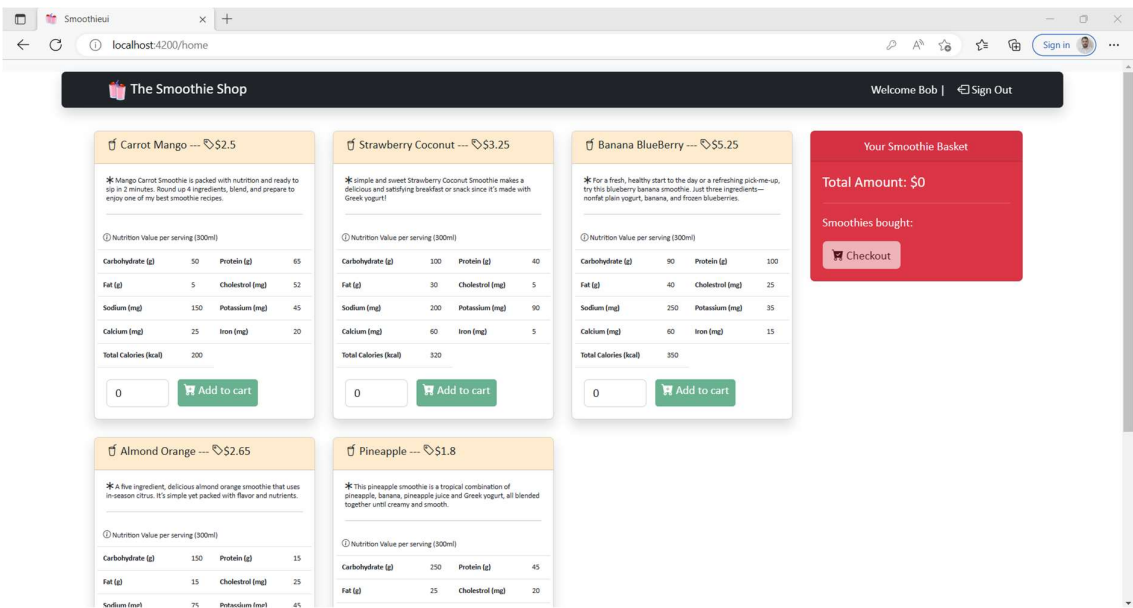 Smoothieui
localhost:4200/home
Sign in
The Smoothie Shop
Welcome Bob | Sign Out
Carrot Mango --- $2.5
Mango Carrot Smoothie is packed with nutrition and ready to
sip in 2 minutes. Round up 4 ingredients, blend, and prepare to
enjoy one of my best smoothie recipes.
Nutrition Value per serving (300ml)
Carbohydrate (g) 50 Protein (g) 65
Fat (g) 5 Cholestrol (mg) 52
Sodium (mg) 150 Potassium (mg) 45
Calcium (mg) 25 Iron (mg) 20
Total Calories (kcal) 200
0 Add to cart
Strawberry Coconut --- $3.25
simple and sweet Strawberry Coconut Smoothie makes a
delicious and satisfying breakfast or snack since it's made with
Greek yogurt!
Nutrition Value per serving (300ml)
Carbohydrate (g) 100 Protein (g) 40
Fat (g) 30 Cholestrol (mg) 5
Sodium (mg) 200 Potassium (mg) 90
Calcium (mg) 60 Iron (mg) 5
Total Calories (kcal) 320
0 Add to cart
Banana BlueBerry --- $5.25
For a fresh, healthy start to the day or a refreshing pick-me-up,
try this blueberry banana smoothie. Just three ingredients—
nonfat plain yogurt, banana, and frozen blueberries.
Nutrition Value per serving (300ml)
Carbohydrate (g) 90 Protein (g) 100
Fat (g) 40 Cholestrol (mg) 25
Sodium (mg) 250 Potassium (mg) 35
Calcium (mg) 60 Iron (mg) 15
Total Calories (kcal) 350
0 Add to cart
Your Smoothie Basket
Total Amount: $0
Smoothies bought:
Checkout
Almond Orange --- $2.65
A five ingredient, delicious almond orange smoothie that uses
in-season citrus. It's simple yet packed with flavor and nutrients.
Nutrition Value per serving (300ml)
Carbohydrate (g) 150 Protein (g) 15
Fat (g) 15 Cholestrol (mg) 25
Sodium (mg) 75 Potassium (mg) 45
Pineapple --- $1.8
This pineapple smoothie is a tropical combination of
pineapple, banana, pineapple juice and Greek yogurt, all blended
together until creamy and smooth.
Nutrition Value per serving (300ml)
Carbohydrate (g) 250 Protein (g) 45
Fat (g) 25 Cholestrol (mg) 20